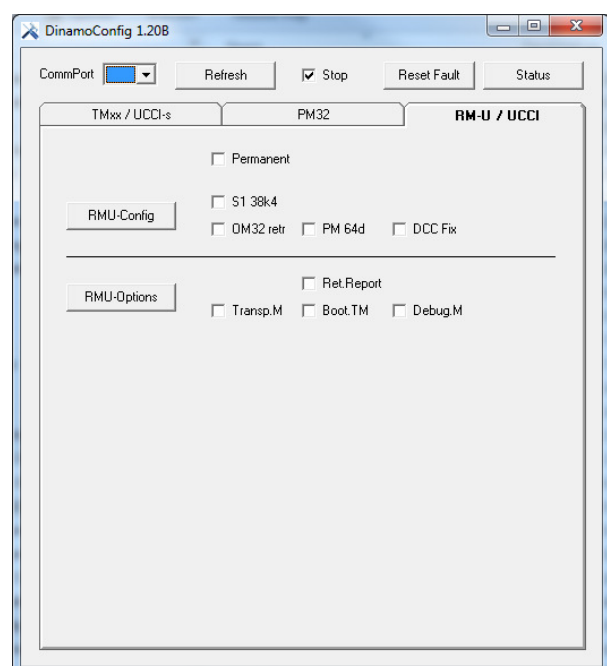 DinamoConfig 1.20B
CommPort Refresh Stop Reset Fault Status
TMxx / UCCI-s PM32 RM-U / UCCI
Permanent
RMU-Config S1 38k4
OM32 retr PM 64d DCC Fix
RMU-Options Ret.Report
Transp.M Boot.TM Debug.M